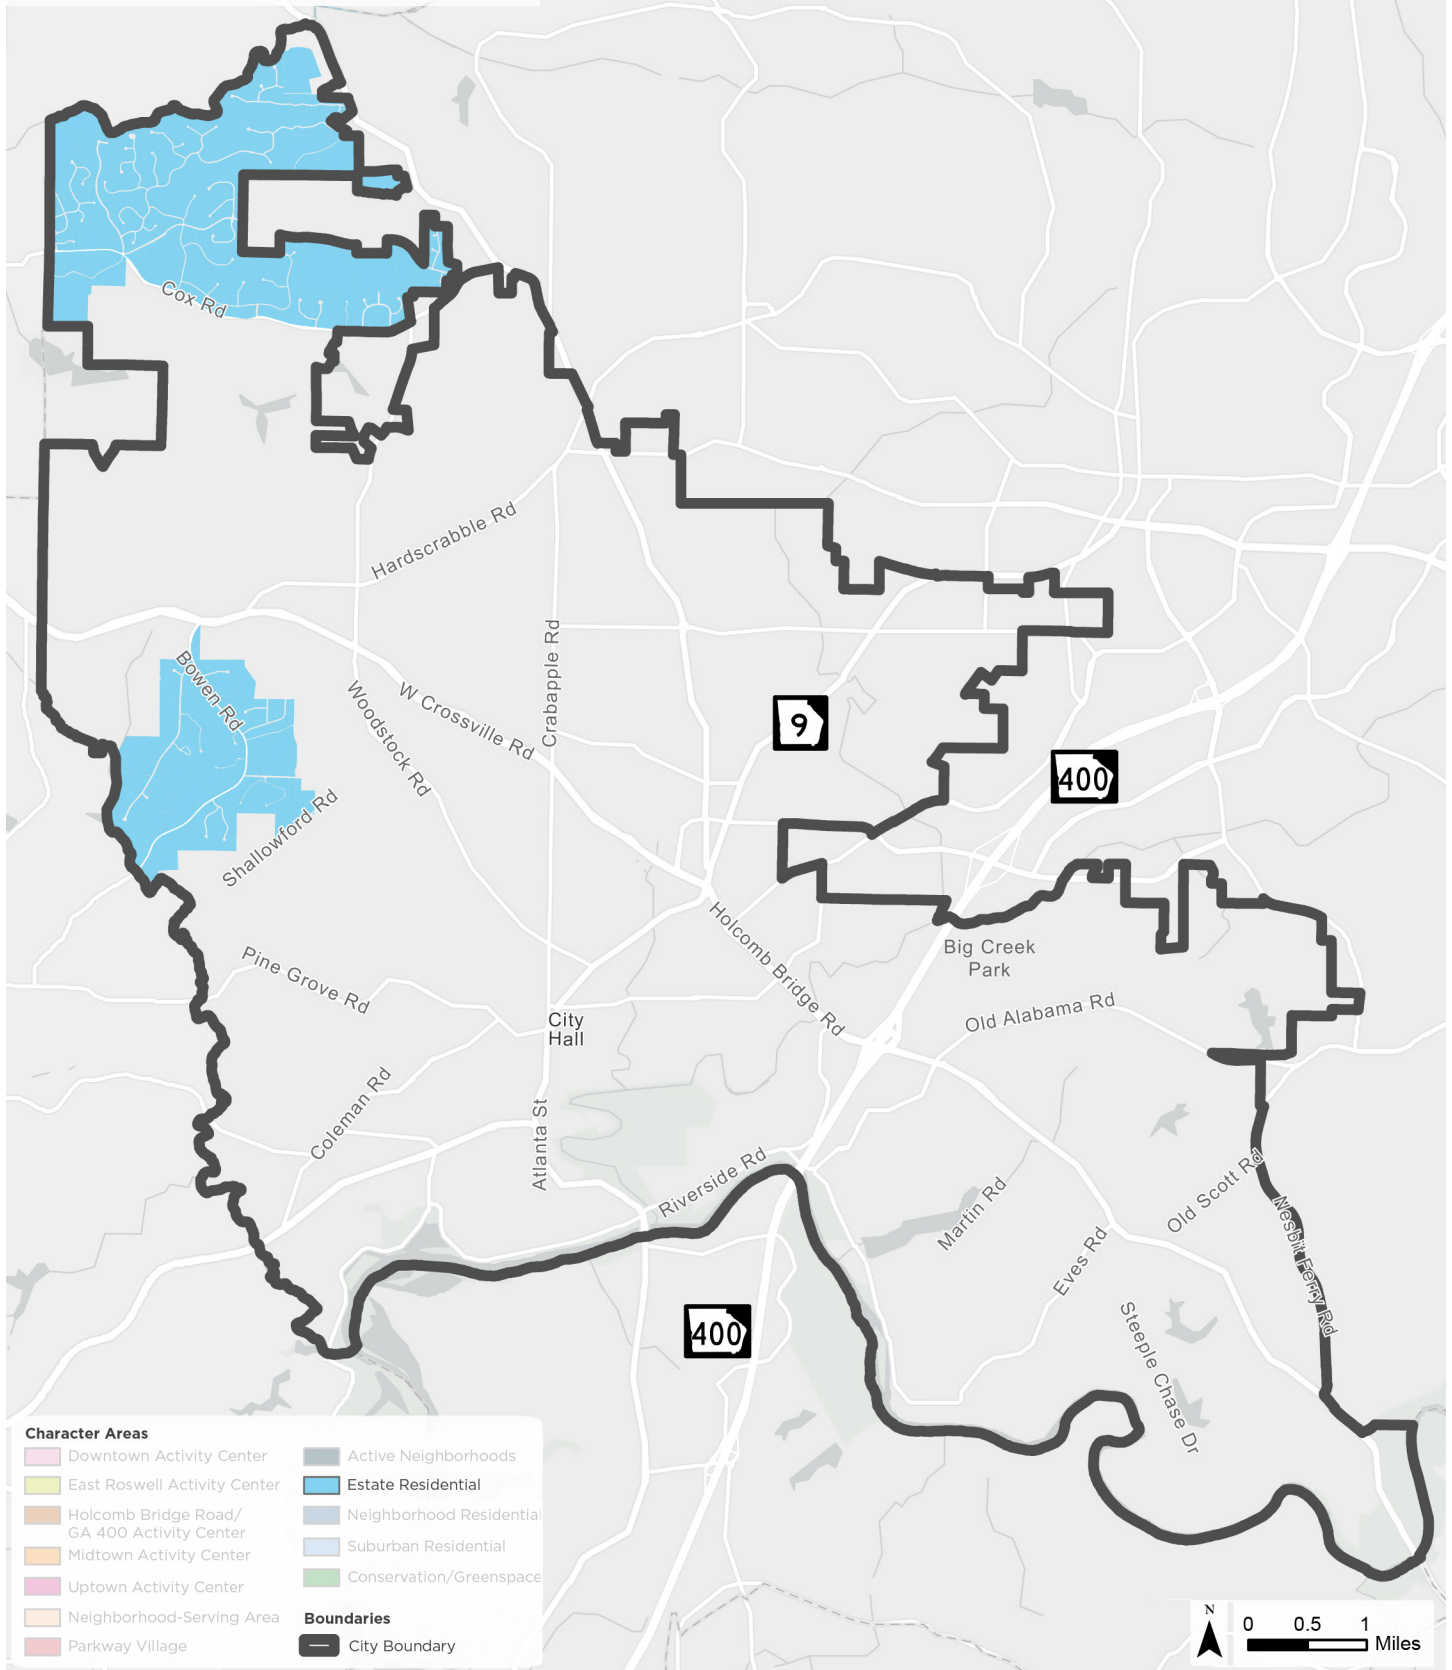 Cox Rd
Hardscrabble Rd
Bowen Rd
Woodstock Rd
W Crossville Rd
Crabapple Rd
9
400
Shallowford Rd
Pine Grove Rd
Holcomb Bridge Rd
Big Creek
Park
Old Alabama Rd
City
Hall
Coleman Rd
Atlanta St
Riverside Rd
Martin Rd
Old Scott Rd
Eves Rd
Nesbit Ferry Rd
400
Steeple Chase Dr
Character Areas
Downtown Activity Center
East Roswell Activity Center
Holcomb Bridge Road/
GA 400 Activity Center
Midtown Activity Center
Uptown Activity Center
Neighborhood-Serving Area
Parkway Village
Active Neighborhoods
Estate Residential
Neighborhood Residential
Suburban Residential
Conservation/Greenspace
Boundaries
City Boundary
N
0 0.5 1
Miles